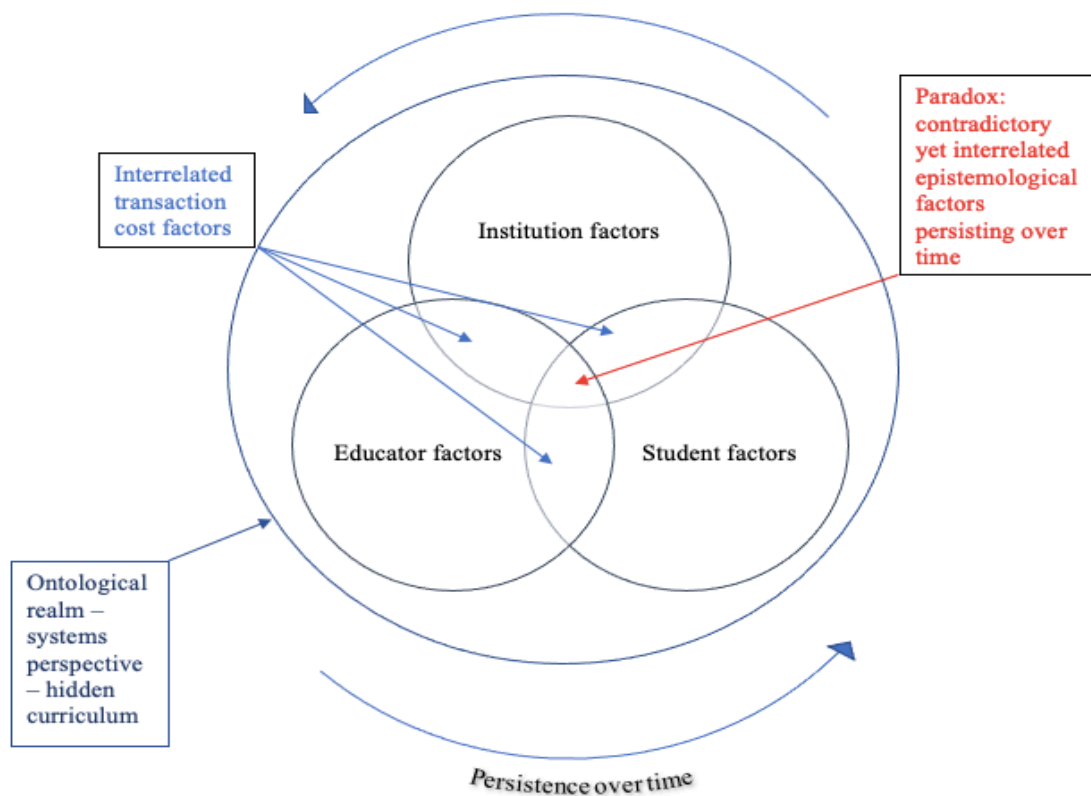 Paradox:
contradictory
yet interrelated
epistemological
factors
persisting over
time
Interrelated
transaction
cost factors
Institution factors
Educator factors
Student factors
Ontological
realm –
systems
perspective
– hidden
curriculum
Persistence over time